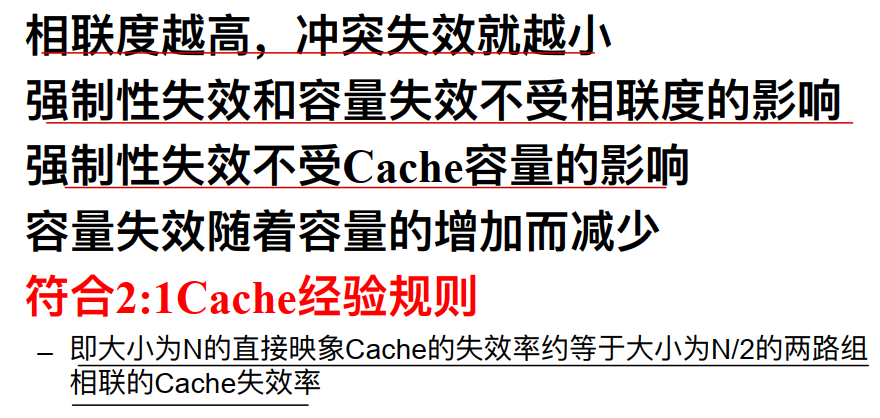 相联度越高，冲突失效就越小
强制性失效和容量失效不受相联度的影响
强制性失效不受Cache容量的影响
容量失效随着容量的增加而减少
符合2:1Cache经验规则
– 即大小为N的直接映象Cache的失效率约等于大小为N/2的两路组
相联的Cache失效率